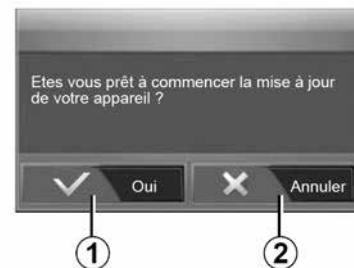 Etes vous prêt à commencer la mise à jour
de votre appareil ?
Oui
Annuler
1
2